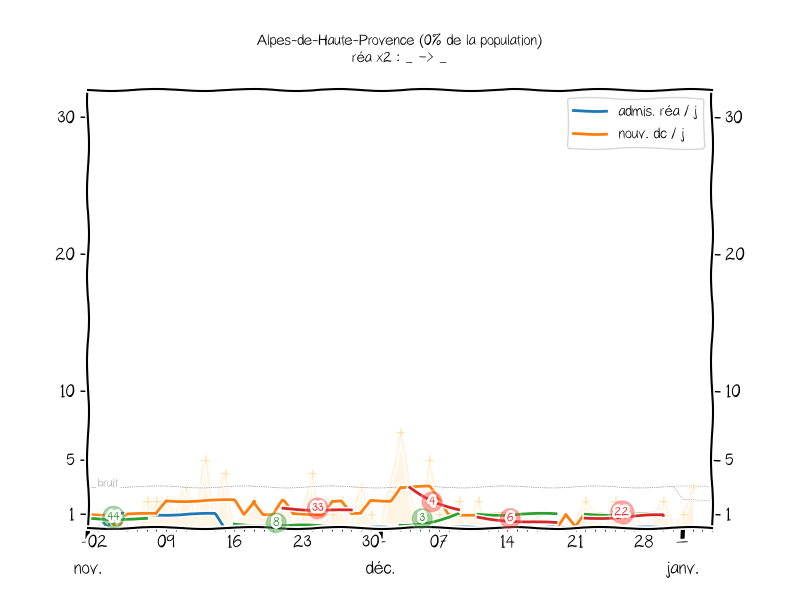 Alpes-de-Haute-Provence (0% de la population)
réa x2 : _ -> _
admis. réa / j
nouv. dc / j
30 30
20 20
10 10
5 5
bruit
1 1
44 8 33 3 4 6 22
02 09 16 23 30 07 14 21 28
nov. déc. janv.